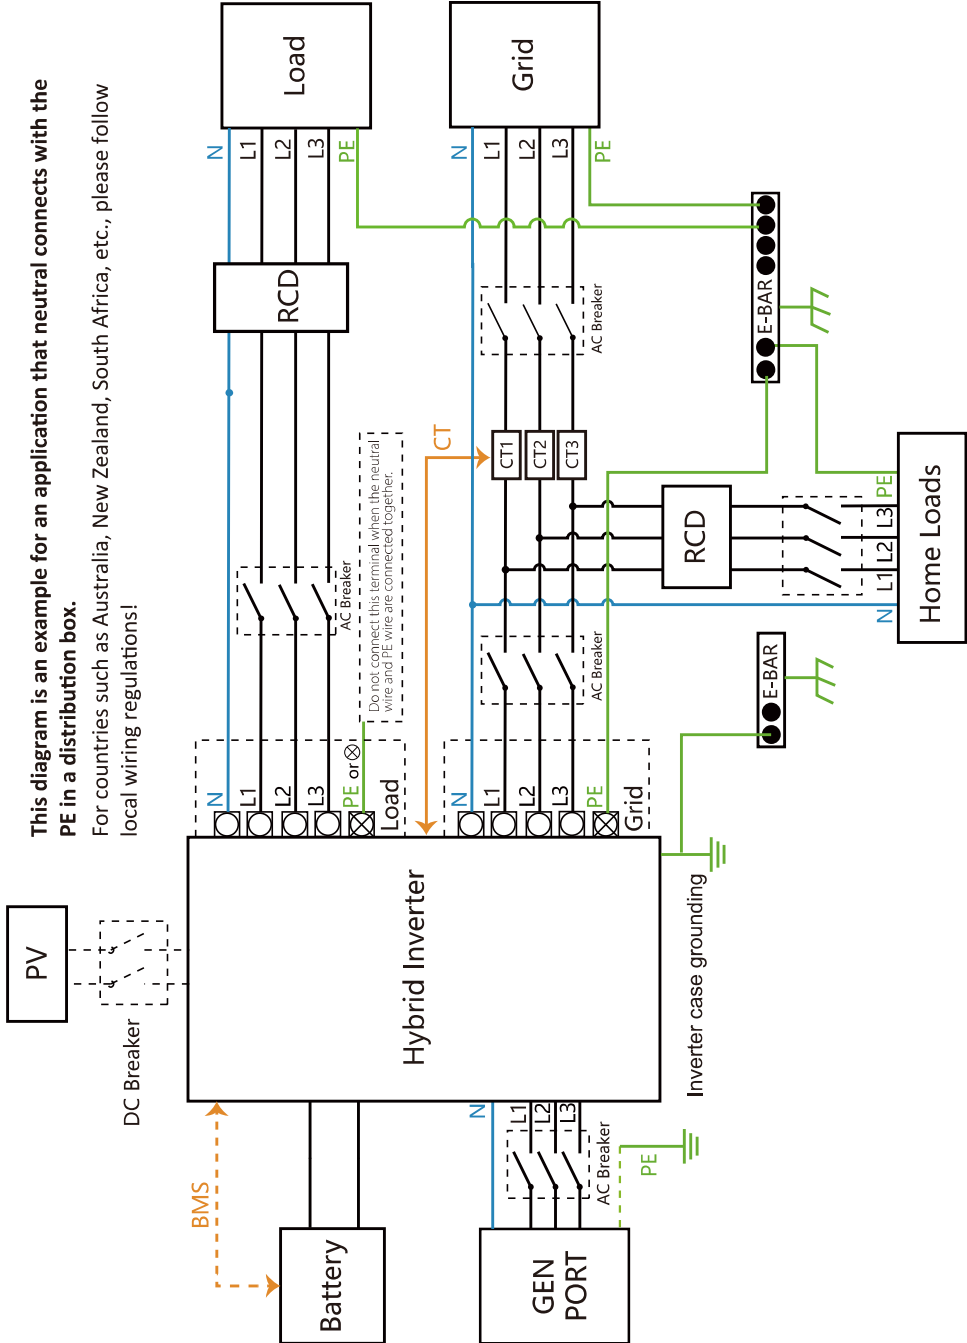 This diagram is an example for an application that neutral connects with the
PE in a distribution box.
For countries such as Australia, New Zealand, South Africa, etc., please follow
local wiring regulations!
Load
N
L1
L2
L3
PE
RCD
AC Breaker
Do not connect this terminal when the neutral
wire and PE wire are connected together.
N
L1
L2
L3
PE or
Load
Grid
N
L1
L2
L3
PE
AC Breaker
CT
CT1
CT2
CT3
AC Breaker
N
L1
L2
L3
PE
Grid
E-BAR
RCD
N
L1
L2
L3
PE
Home Loads
E-BAR
PV
DC Breaker
Hybrid Inverter
Inverter case grounding
BMS
Battery
N
L1
L2
L3
AC Breaker
PE
GEN
PORT